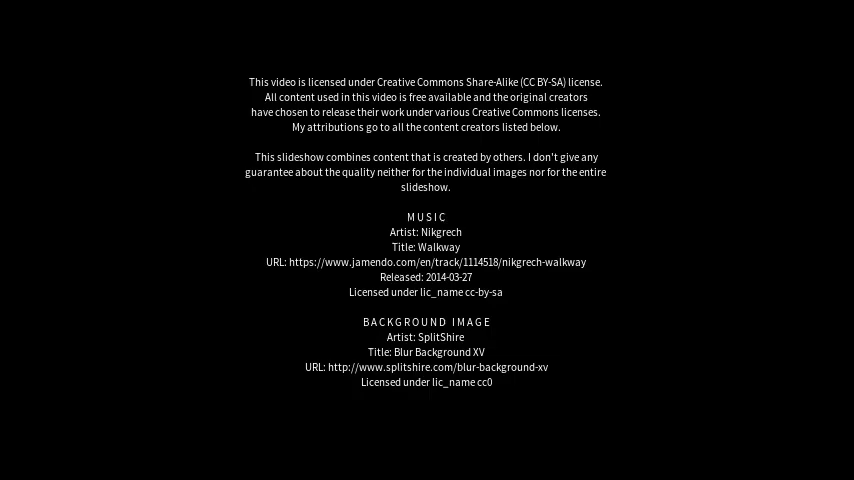 This video is licensed under Creative Commons Share-Alike (CC BY-SA) license.
All content used in this video is free available and the original creators
have chosen to release their work under various Creative Commons licenses.
My attributions go to all the content creators listed below.
This slideshow combines content that is created by others. I don't give any
guarantee about the quality neither for the individual images nor for the entire
slideshow.
MUSIC
Artist: Nikgrech
Title: Walkway
URL: https://www.jamendo.com/en/track/1114518/nikgrech-walkway
Released: 2014-03-27
Licensed under lic_name cc-by-sa
BACKGROUND IMAGE
Artist: SplitShire
Title: Blur Background XV
URL: http://www.splitshire.com/blur-background-xv
Licensed under lic_name cc0